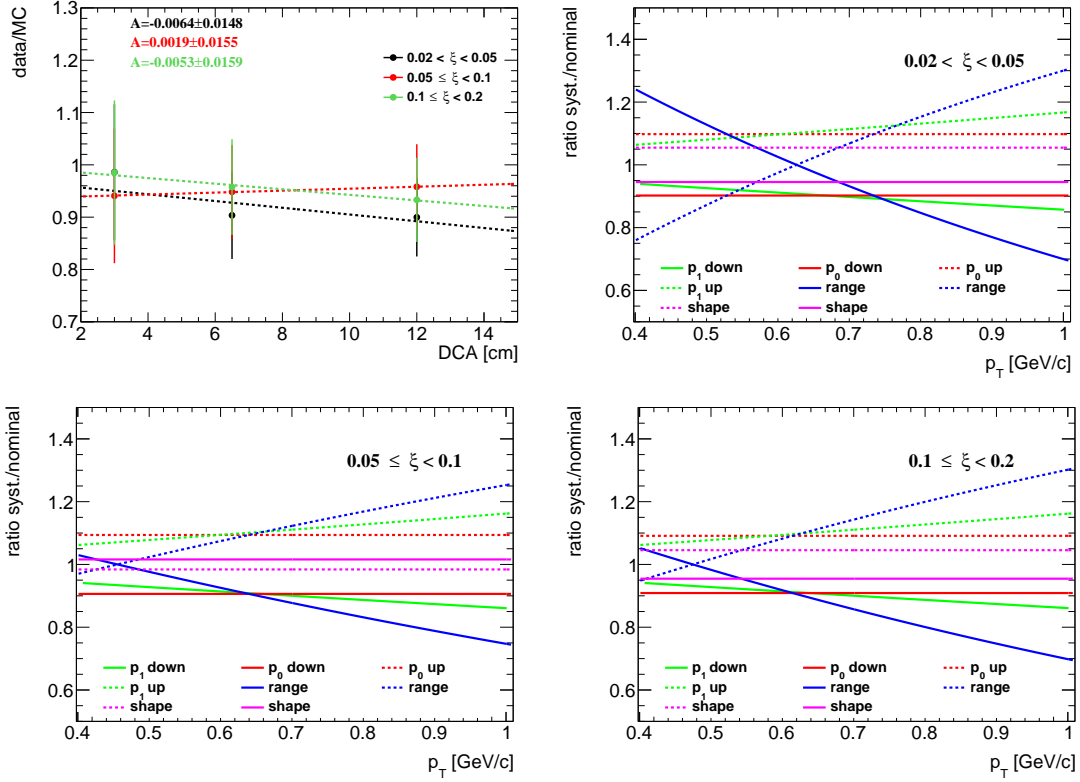 data/MC
1.3
1.2
1.1
1
0.9
0.8
0.7
A=-0.0064±0.0148
A=0.0019±0.0155
A=-0.0053±0.0159
0.02 < ξ < 0.05
0.05 ≤ ξ < 0.1
0.1 ≤ ξ < 0.2
2 4 6 8 10 12 14
DCA [cm]
ratio syst./nominal
1.4
1.2
1
0.8
0.6
0.02 < ξ < 0.05
p₁ down p₀ down p₀ up
p₁ up range range
shape shape
0.4 0.5 0.6 0.7 0.8 0.9 1
p_T [GeV/c]
ratio syst./nominal
1.4
1.2
1
0.8
0.6
0.05 ≤ ξ < 0.1
p₁ down p₀ down p₀ up
p₁ up range range
shape shape
0.4 0.5 0.6 0.7 0.8 0.9 1
p_T [GeV/c]
ratio syst./nominal
1.4
1.2
1
0.8
0.6
0.1 ≤ ξ < 0.2
p₁ down p₀ down p₀ up
p₁ up range range
shape shape
0.4 0.5 0.6 0.7 0.8 0.9 1
p_T [GeV/c]